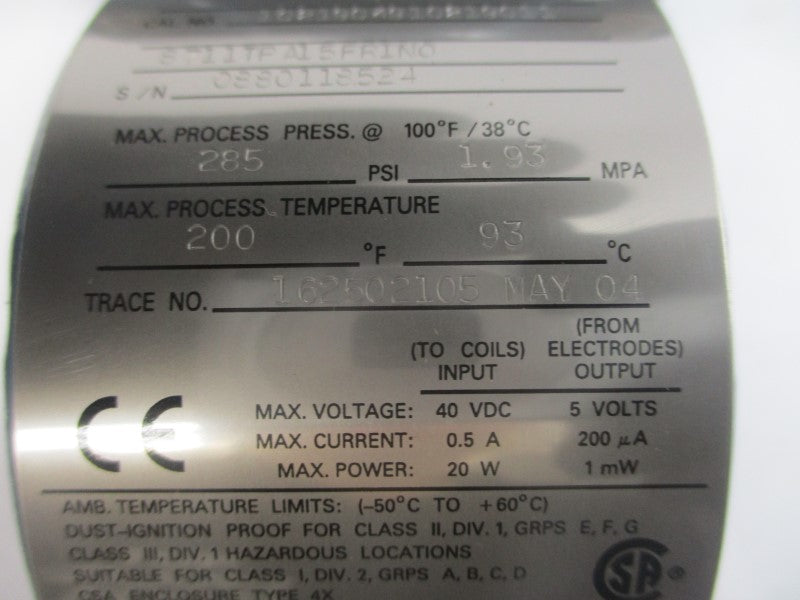 S/N 0880118524
MAX. PROCESS PRESS. @ 100°F / 38°C
285 PSI 1.93 MPA
MAX. PROCESS TEMPERATURE
200 °F 93 °C
TRACE NO. 162502105 MAY 04
(TO COILS) INPUT (FROM ELECTRODES) OUTPUT
MAX. VOLTAGE: 40 VDC 5 VOLTS
MAX. CURRENT: 0.5 A 200 µA
MAX. POWER: 20 W 1 mW
CE
AMB. TEMPERATURE LIMITS: (–50°C TO +60°C)
DUST-IGNITION PROOF FOR CLASS II, DIV. 1, GRPS E, F, G
CLASS III, DIV. 1 HAZARDOUS LOCATIONS
SUITABLE FOR CLASS I, DIV. 2, GRPS A, B, C, D
CSA ENCLOSURE TYPE 4X
SA ®